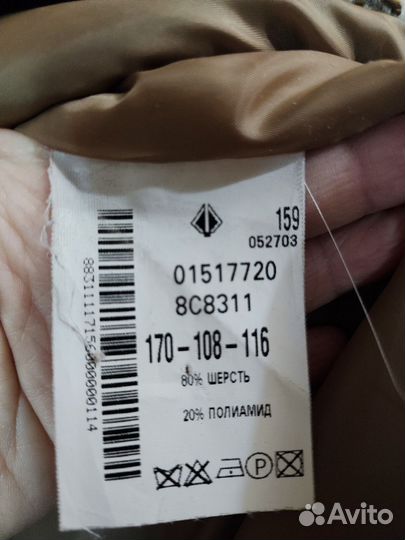 159
052703
01517720
8C8311
170-108-116
80% ШЕРСТЬ
20% ПОЛИАМИД
P
Avito